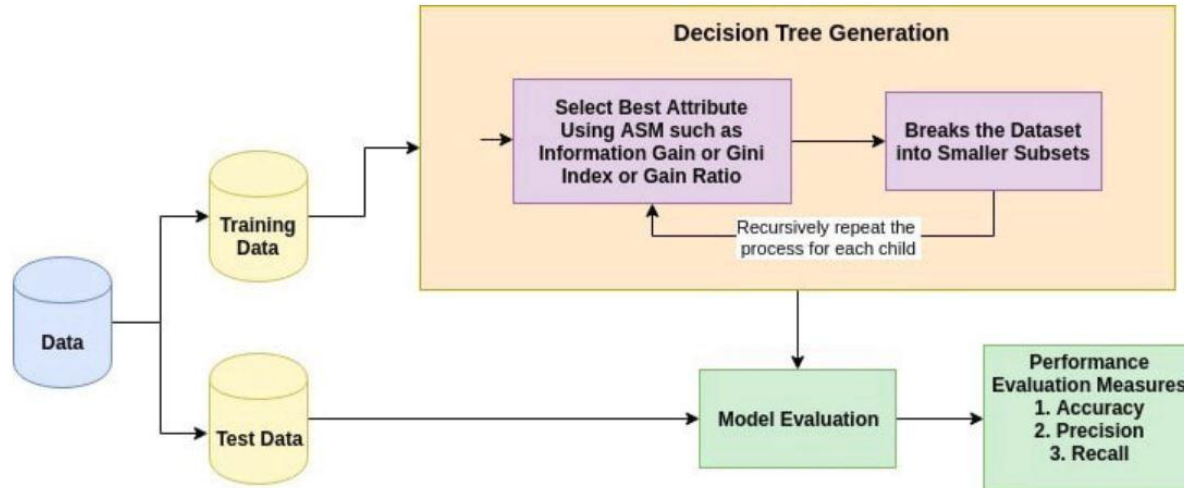 Decision Tree Generation
Select Best Attribute
Using ASM such as
Information Gain or Gini
Index or Gain Ratio
Breaks the Dataset
into Smaller Subsets
Recursively repeat the
process for each child
Training
Data
Data
Test Data
Model Evaluation
Performance
Evaluation Measures
1. Accuracy
2. Precision
3. Recall